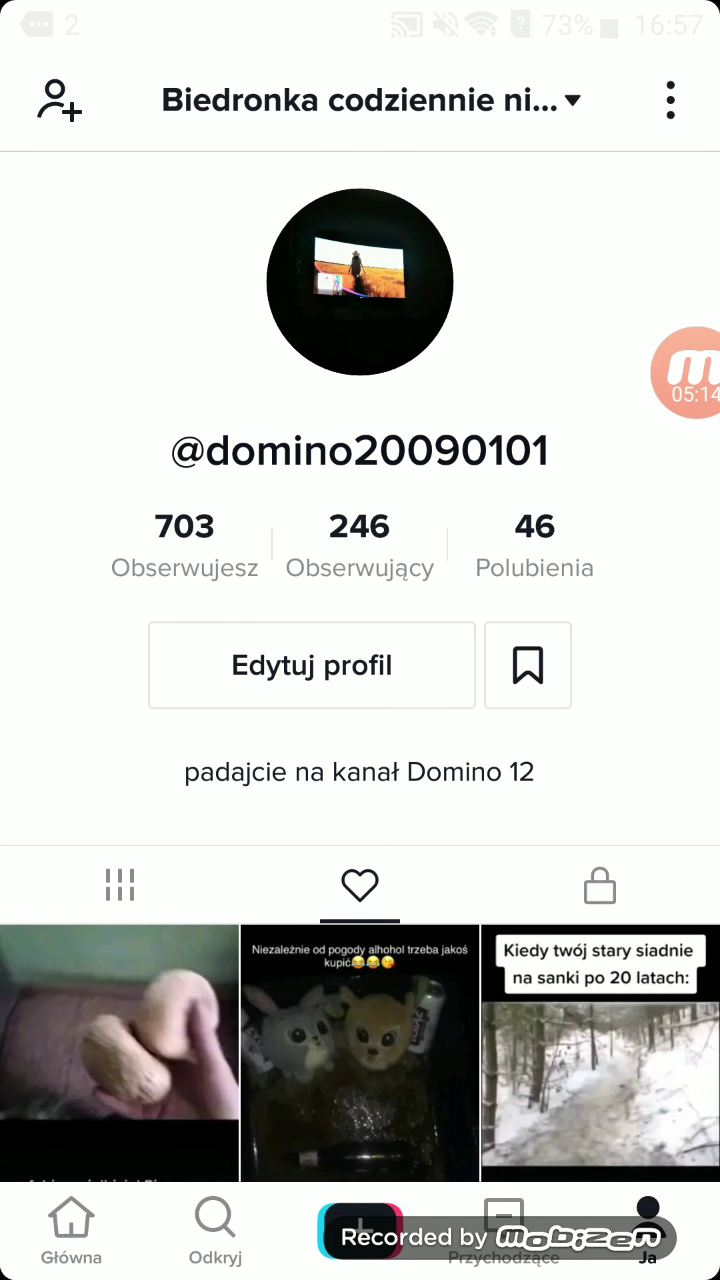 2
73% 16:57
Biedronka codziennie ni...
m
05:14
@domino20090101
703 246 46
Obserwujesz Obserwujący Polubienia
Edytuj profil
padajcie na kanał Domino 12
Niezależnie od pogody alhohol trzeba jakoś
kupić😂😂😘
Kiedy twój stary siadnie
na sanki po 20 latach:
Recorded by mobizen
Główna Odkryj Przychodzące Ja